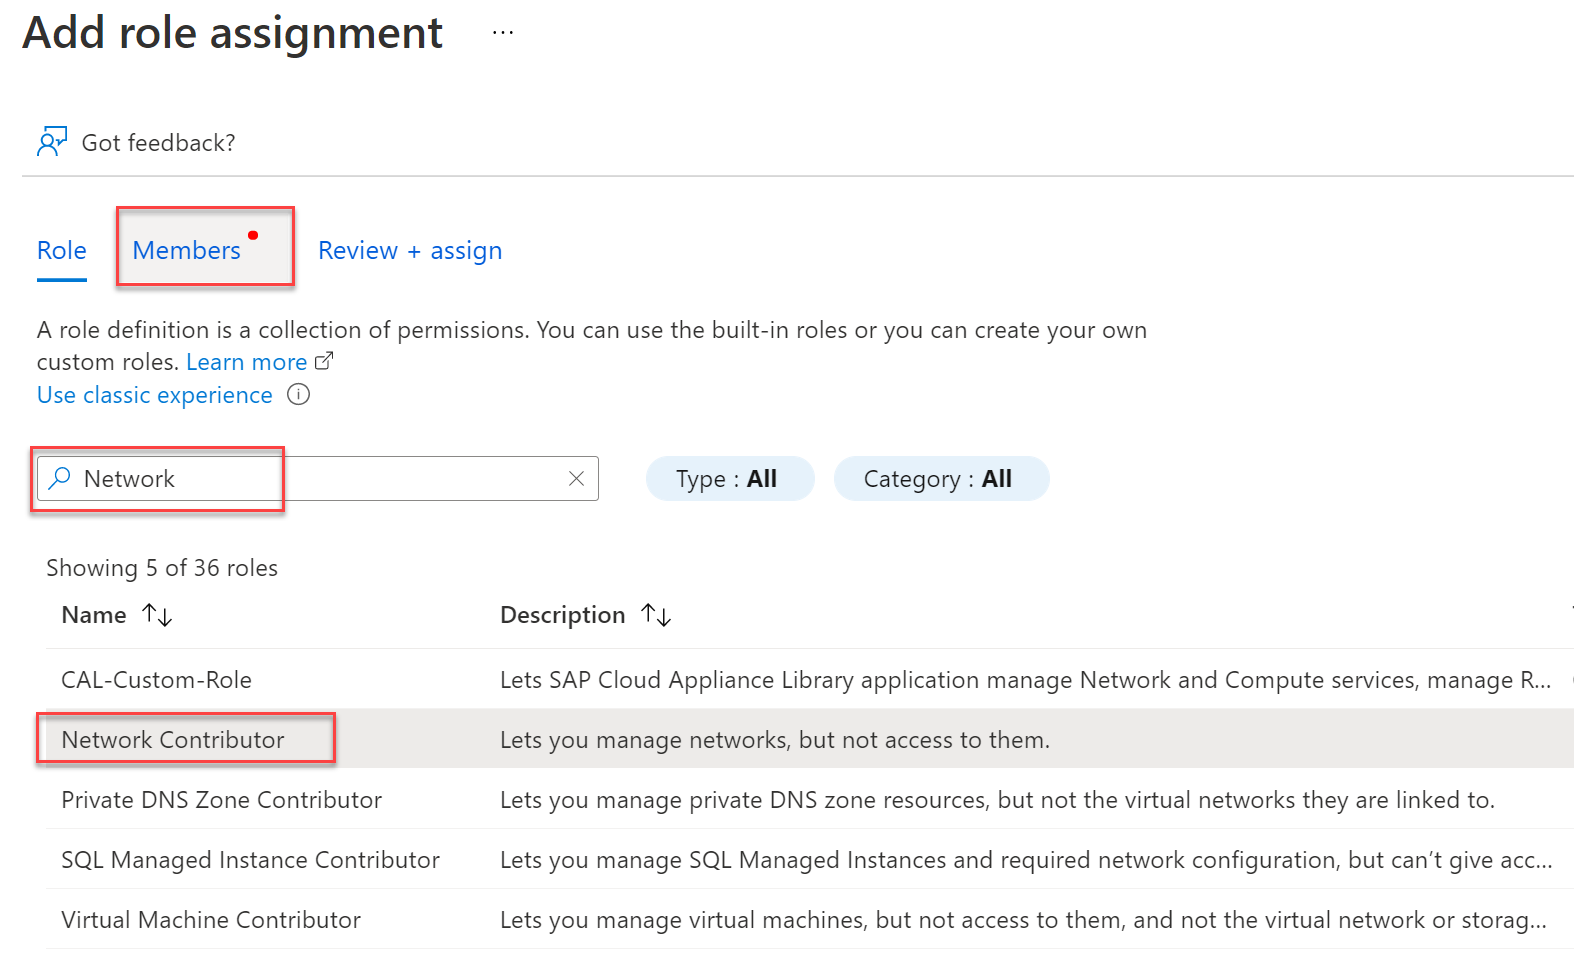 Add role assignment ...
Got feedback?
Role Members Review + assign
A role definition is a collection of permissions. You can use the built-in roles or you can create your own
custom roles. Learn more
Use classic experience
Network Type : All Category : All
Showing 5 of 36 roles
Name Description
CAL-Custom-Role Lets SAP Cloud Appliance Library application manage Network and Compute services, manage R...
Network Contributor Lets you manage networks, but not access to them.
Private DNS Zone Contributor Lets you manage private DNS zone resources, but not the virtual networks they are linked to.
SQL Managed Instance Contributor Lets you manage SQL Managed Instances and required network configuration, but can’t give acc...
Virtual Machine Contributor Lets you manage virtual machines, but not access to them, and not the virtual network or storag...